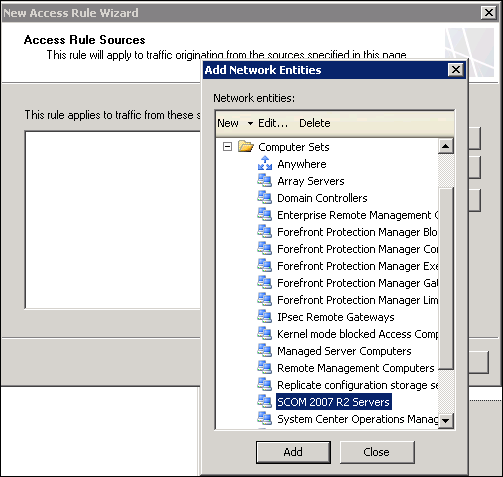 New Access Rule Wizard
Access Rule Sources
This rule will apply to traffic originating from the sources specified in this page.
This rule applies to traffic from these s
Add Network Entities
Network entities:
New Edit... Delete
Computer Sets
Anywhere
Array Servers
Domain Controllers
Enterprise Remote Management C
Forefront Protection Manager Blo
Forefront Protection Manager Con
Forefront Protection Manager Exe
Forefront Protection Manager Gat
Forefront Protection Manager Lim
IPsec Remote Gateways
Kernel mode blocked Access Comp
Managed Server Computers
Remote Management Computers
Replicate configuration storage se
SCOM 2007 R2 Servers
System Center Operations Manag
Add Close